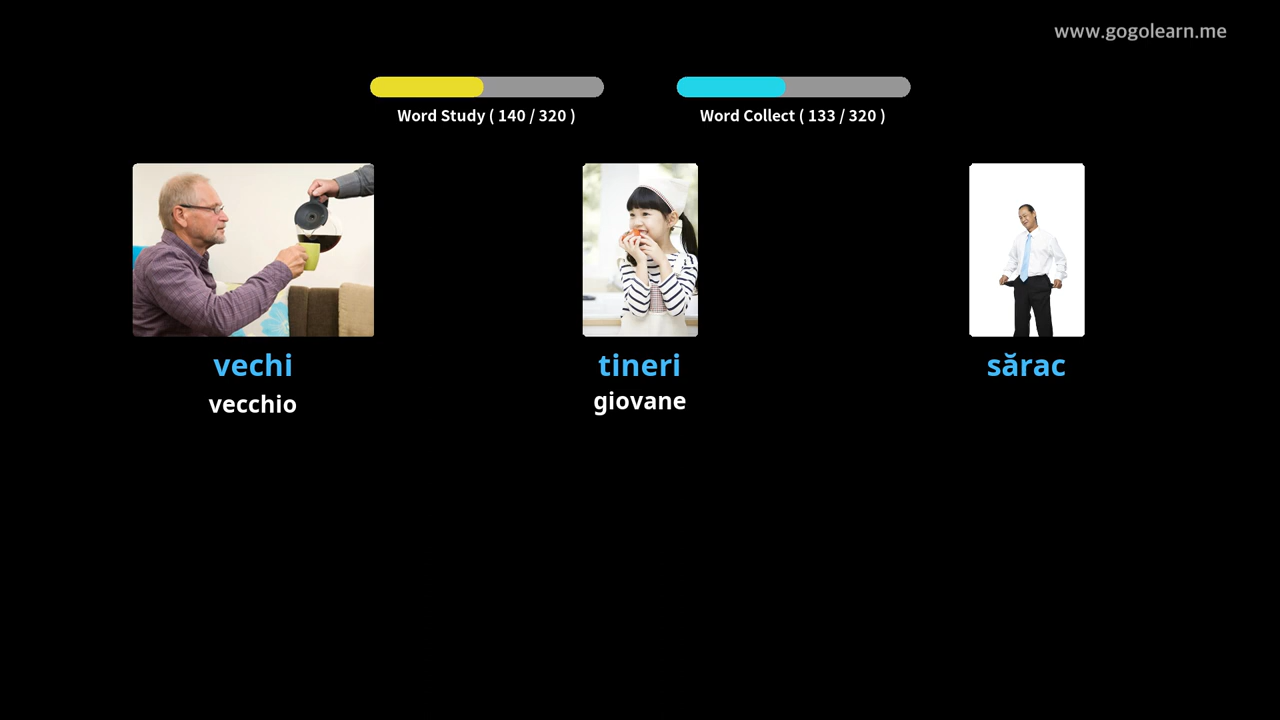 www.gogolearn.me
Word Study ( 140 / 320 )
Word Collect ( 133 / 320 )
vechi
tineri
sărac
vecchio
giovane